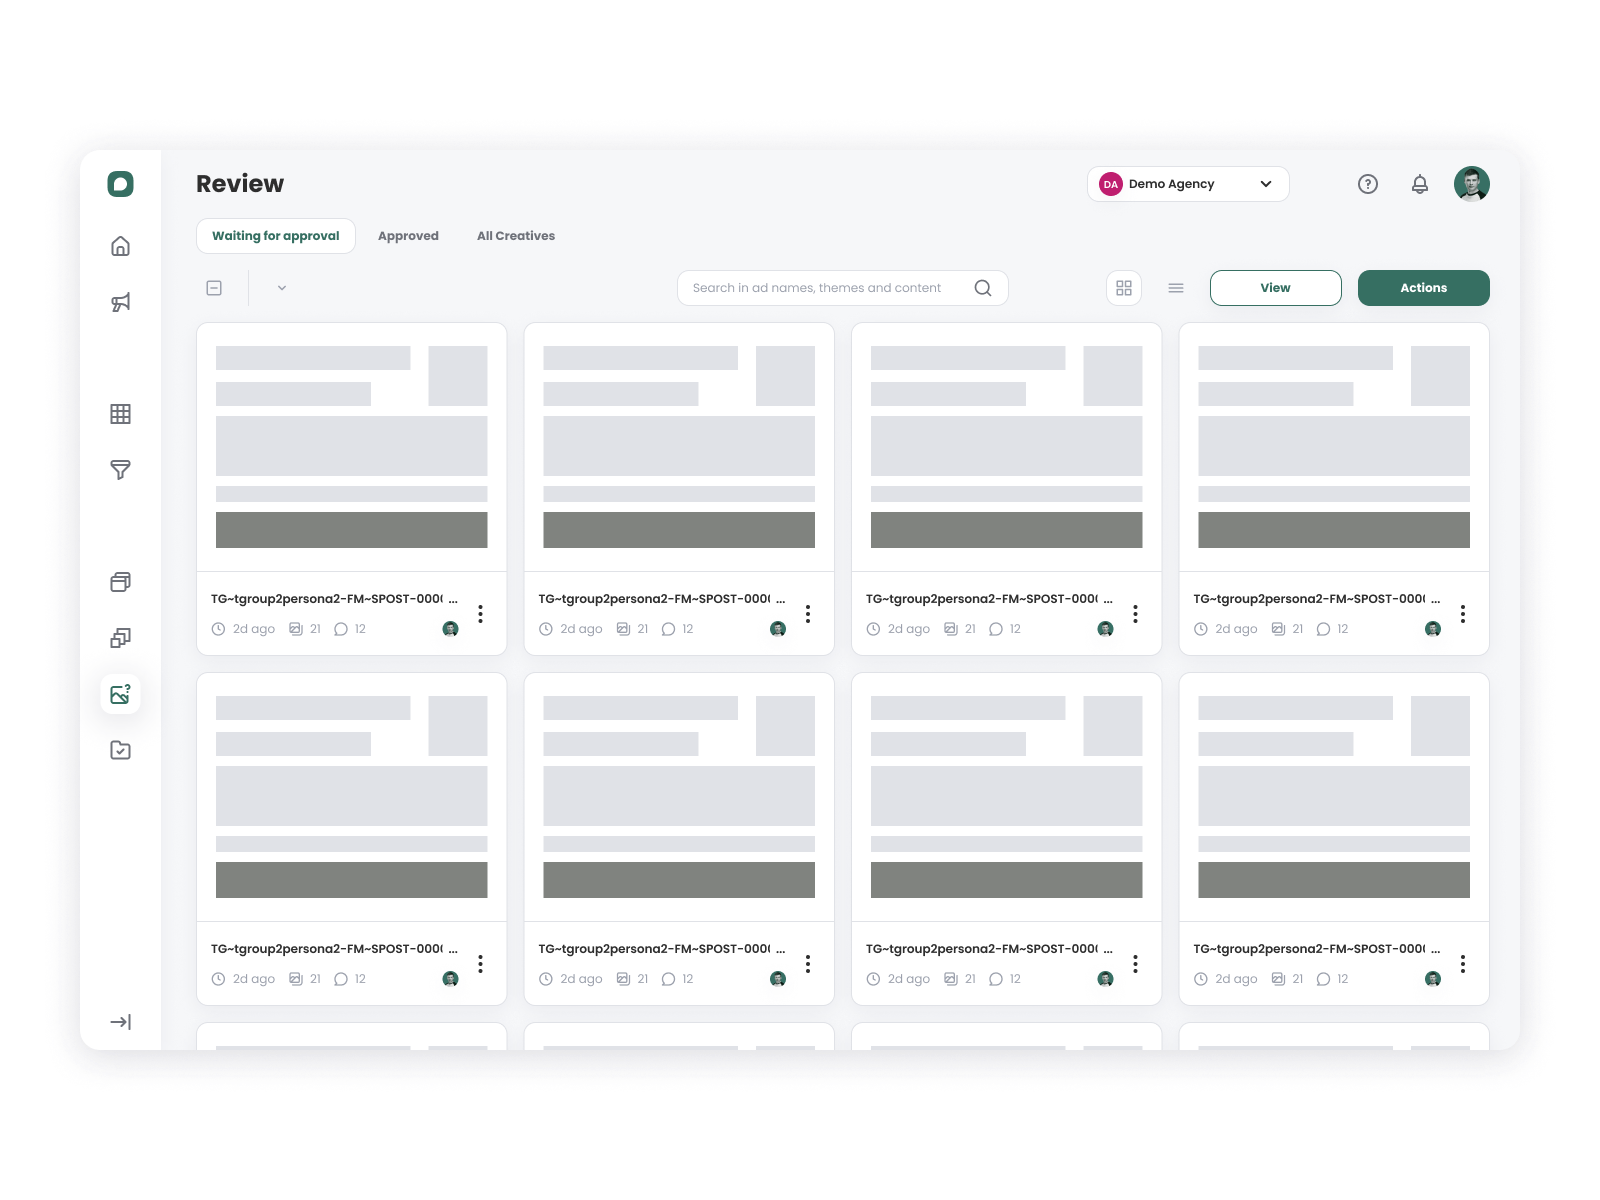 Review
DA Demo Agency
Waiting for approval Approved All Creatives
Search in ad names, themes and content View Actions
TG~tgroup2persona2-FM~SPOST-000 ... TG~tgroup2persona2-FM~SPOST-000 ... TG~tgroup2persona2-FM~SPOST-000 ... TG~tgroup2persona2-FM~SPOST-000 ...
2d ago 21 12 2d ago 21 12 2d ago 21 12 2d ago 21 12
TG~tgroup2persona2-FM~SPOST-000 ... TG~tgroup2persona2-FM~SPOST-000 ... TG~tgroup2persona2-FM~SPOST-000 ... TG~tgroup2persona2-FM~SPOST-000 ...
2d ago 21 12 2d ago 21 12 2d ago 21 12 2d ago 21 12